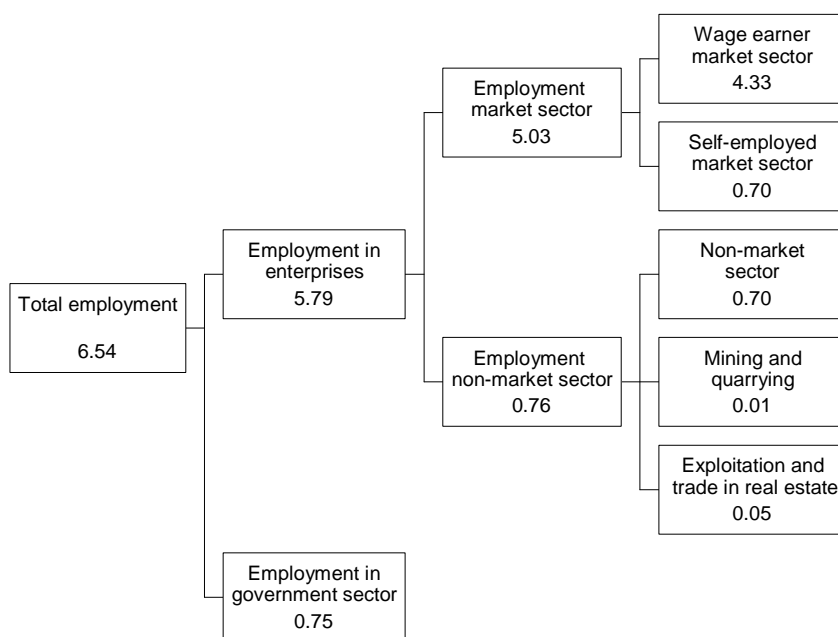 Total employment
6.54
Employment in
enterprises
5.79
Employment in
government sector
0.75
Employment
market sector
5.03
Employment
non-market sector
0.76
Wage earner
market sector
4.33
Self-employed
market sector
0.70
Non-market
sector
0.70
Mining and
quarrying
0.01
Exploitation and
trade in real estate
0.05